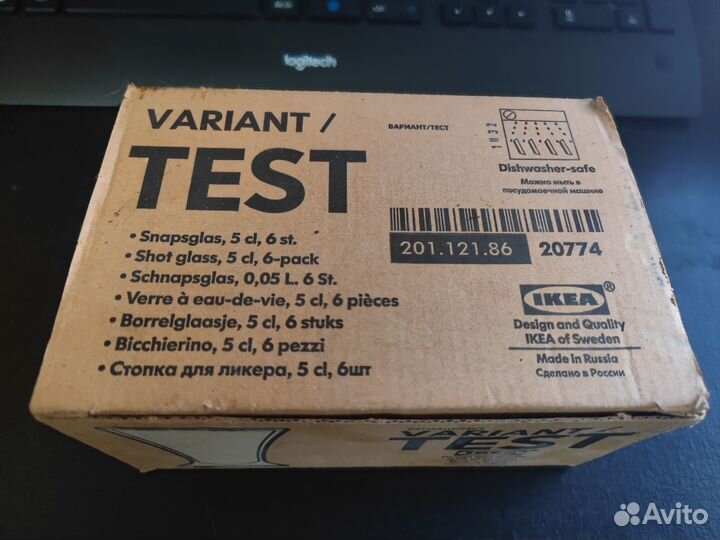 logitech
VARIANT /
TEST
ВАРИАНТ/ТЕСТ
1032
Dishwasher-safe
Можно мыть в
посудомоечной машине
• Snapsglas, 5 cl, 6 st.
• Shot glass, 5 cl, 6-pack
• Schnapsglas, 0,05 L. 6 St.
• Verre à eau-de-vie, 5 cl, 6 pièces
• Borrelglaasje, 5 cl, 6 stuks
• Bicchierino, 5 cl, 6 pezzi
• Стопка для ликера, 5 cl, 6шт
201.121.86 20774
IKEA®
Design and Quality
IKEA of Sweden
Made in Russia
Сделано в России
VARIANT /
TEST
Avito